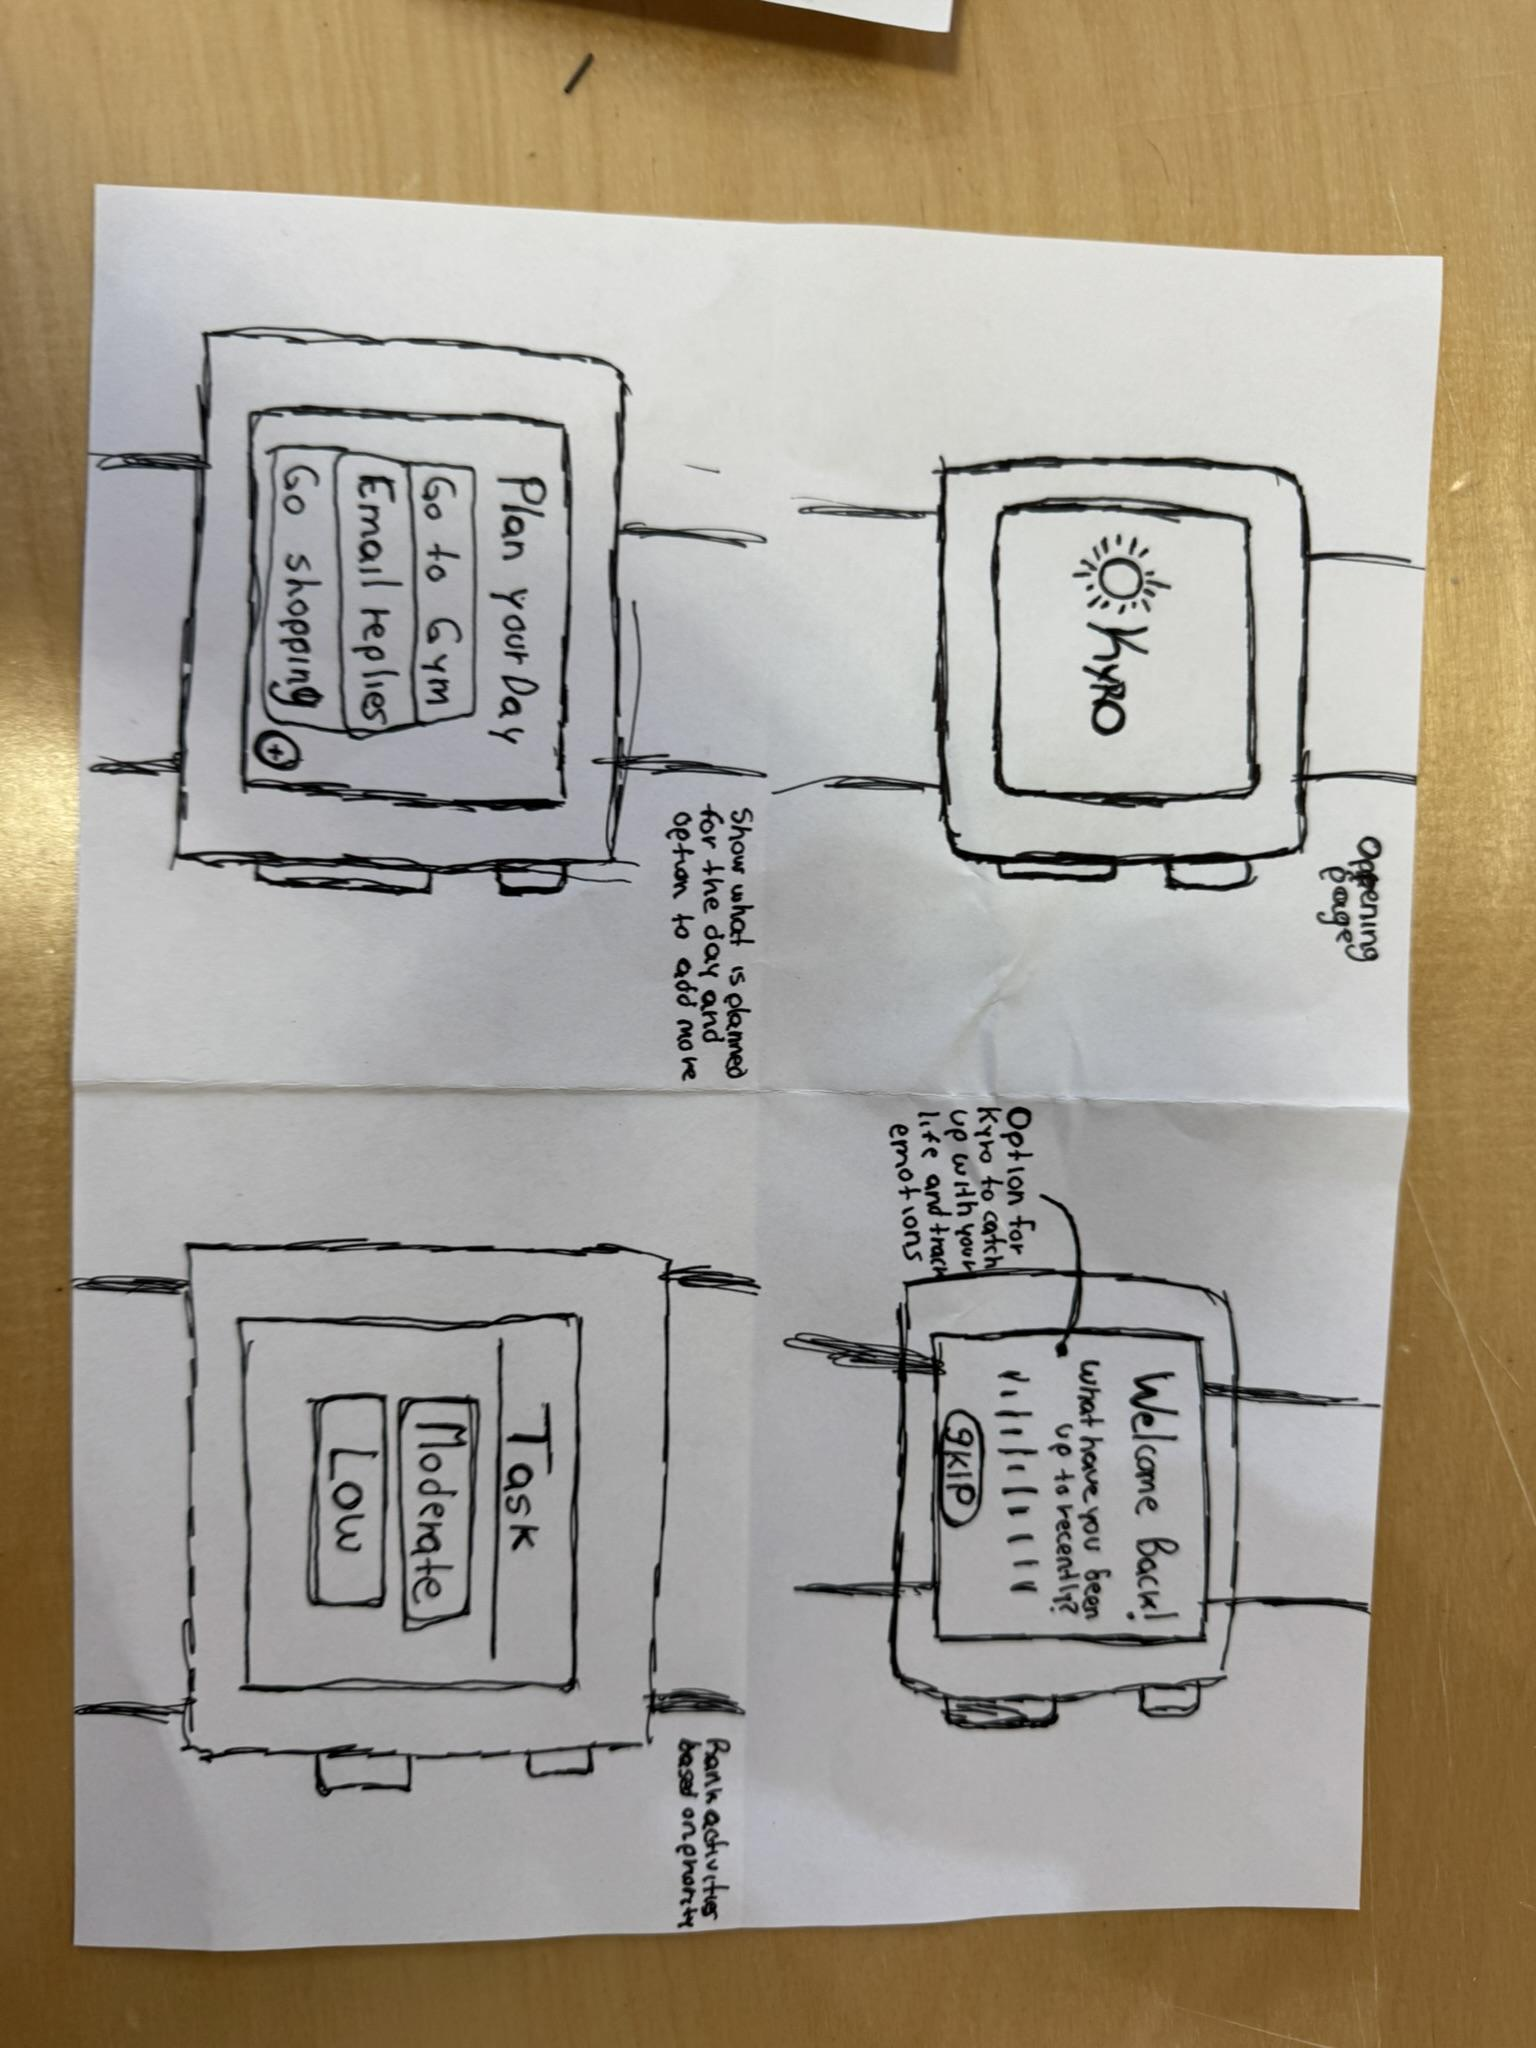 Opening
page
KYRO
Welcome Back!
What have you been
up to recently?
SKIP
Option for
Kyro to catch
up with your
life and track
emotions
Show what is planned
for the day and
option to add more
Plan your Day
Go to Gym
Email replies
Go shopping
+
Rank activities
based on priority
Task
Moderate
Low